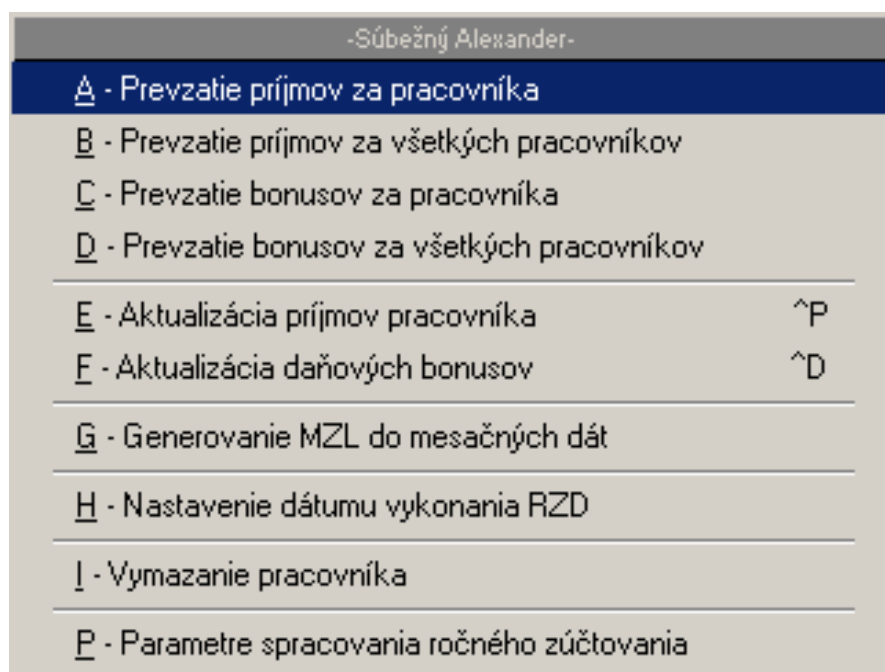 -Súbežný Alexander-
A - Prevzatie príjmov za pracovníka
B - Prevzatie príjmov za všetkých pracovníkov
C - Prevzatie bonusov za pracovníka
D - Prevzatie bonusov za všetkých pracovníkov
E - Aktualizácia príjmov pracovníka ^P
F - Aktualizácia daňových bonusov ^D
G - Generovanie MZL do mesačných dát
H - Nastavenie dátumu vykonania RZD
I - Vymazanie pracovníka
P - Parametre spracovania ročného zúčtovania